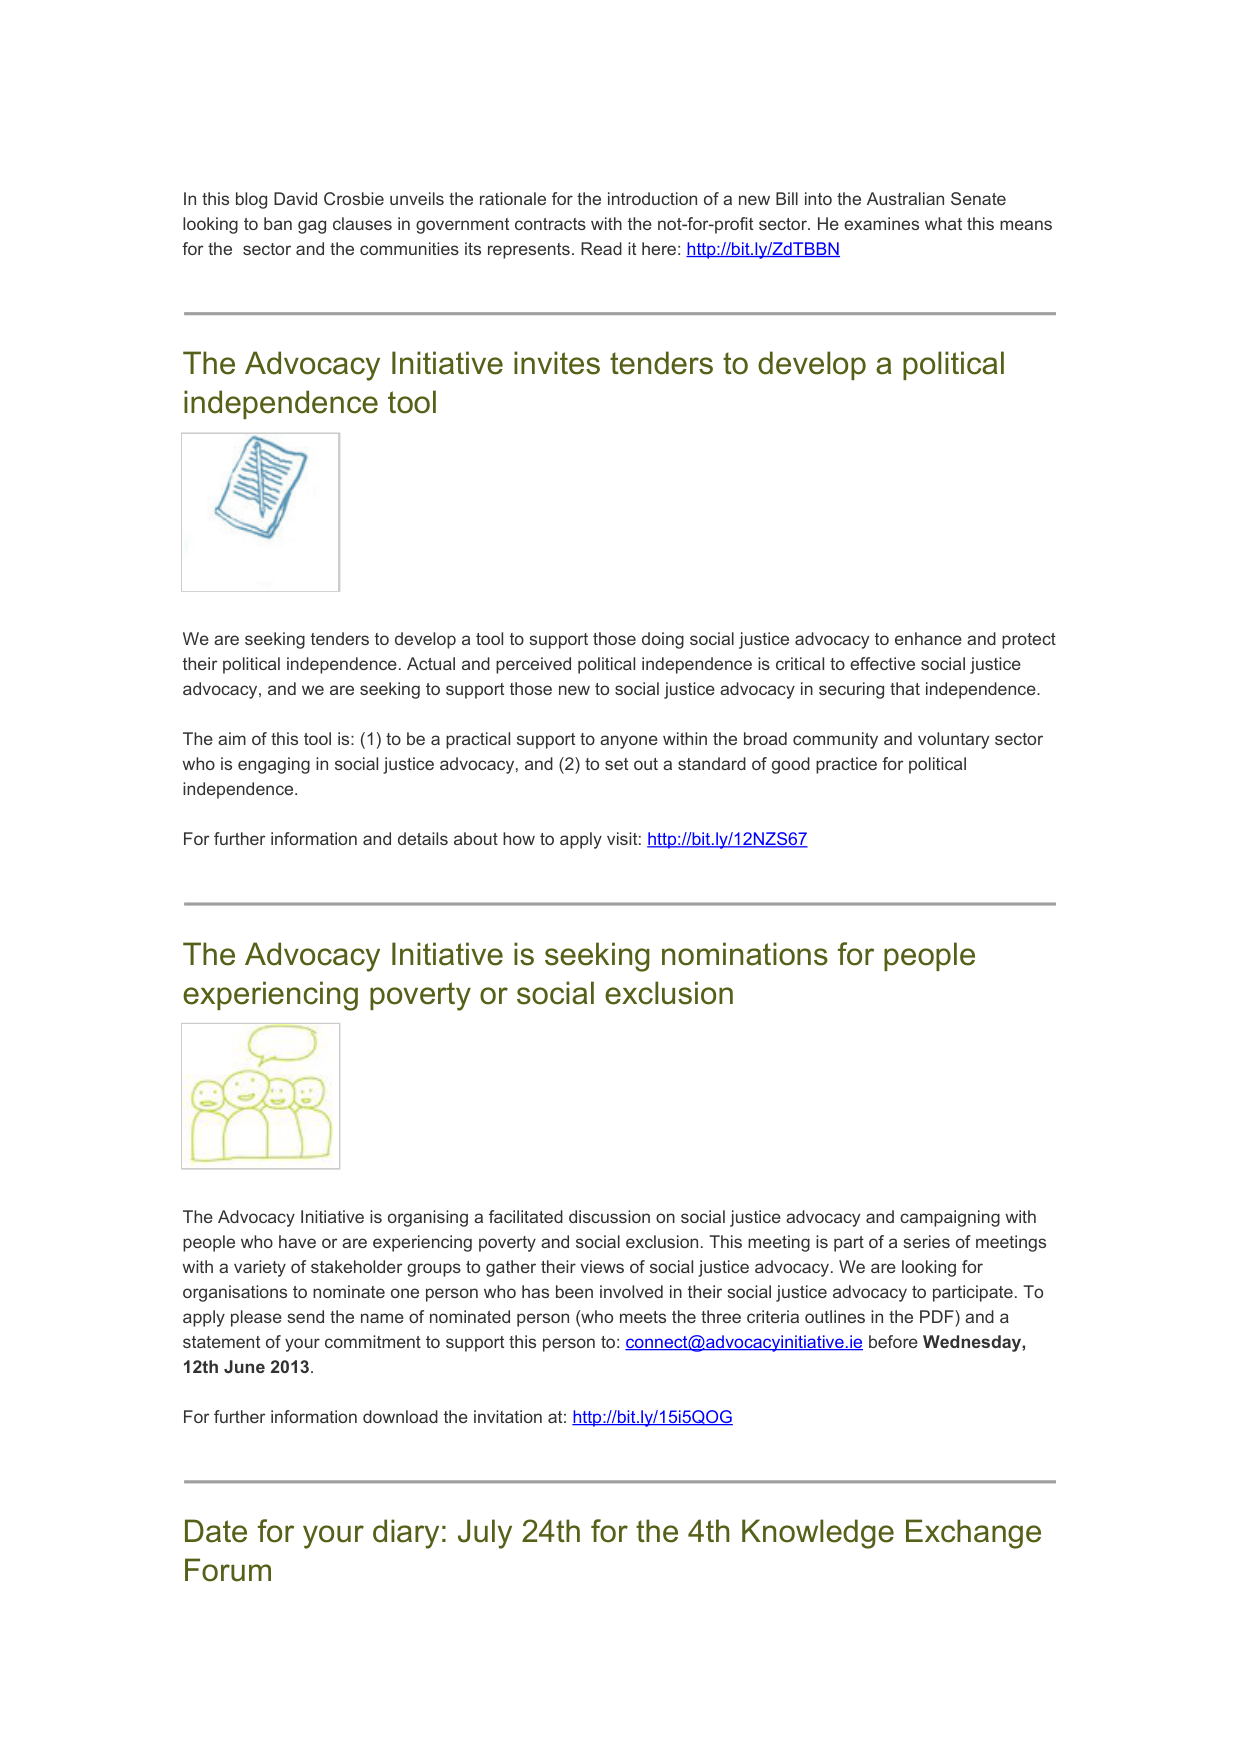 In this blog David Crosbie unveils the rationale for the introduction of a new Bill into the Australian Senate
looking to ban gag clauses in government contracts with the not-for-profit sector. He examines what this means
for the  sector and the communities its represents. Read it here: http://bit.ly/ZdTBBN
The Advocacy Initiative invites tenders to develop a political
independence tool
We are seeking tenders to develop a tool to support those doing social justice advocacy to enhance and protect
their political independence. Actual and perceived political independence is critical to effective social justice
advocacy, and we are seeking to support those new to social justice advocacy in securing that independence.
The aim of this tool is: (1) to be a practical support to anyone within the broad community and voluntary sector
who is engaging in social justice advocacy, and (2) to set out a standard of good practice for political
independence.
For further information and details about how to apply visit: http://bit.ly/12NZS67
The Advocacy Initiative is seeking nominations for people
experiencing poverty or social exclusion
The Advocacy Initiative is organising a facilitated discussion on social justice advocacy and campaigning with
people who have or are experiencing poverty and social exclusion. This meeting is part of a series of meetings
with a variety of stakeholder groups to gather their views of social justice advocacy. We are looking for
organisations to nominate one person who has been involved in their social justice advocacy to participate. To
apply please send the name of nominated person (who meets the three criteria outlines in the PDF) and a
statement of your commitment to support this person to: connect@advocacyinitiative.ie before Wednesday,
12th June 2013.
For further information download the invitation at: http://bit.ly/15i5QOG
Date for your diary: July 24th for the 4th Knowledge Exchange
Forum